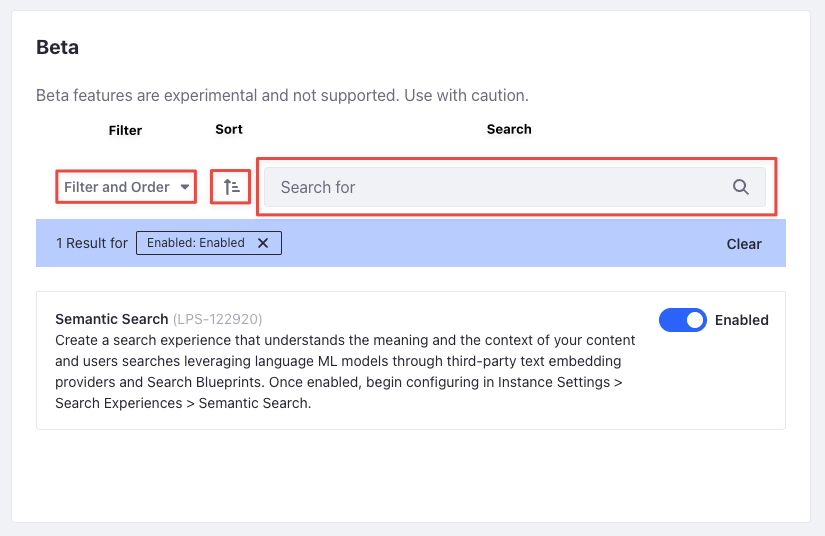 Beta
Beta features are experimental and not supported. Use with caution.
Filter Sort Search
Filter and Order Search for
1 Result for Enabled: Enabled Clear
Semantic Search (LPS-122920) Enabled
Create a search experience that understands the meaning and the context of your content
and users searches leveraging language ML models through third-party text embedding
providers and Search Blueprints. Once enabled, begin configuring in Instance Settings >
Search Experiences > Semantic Search.